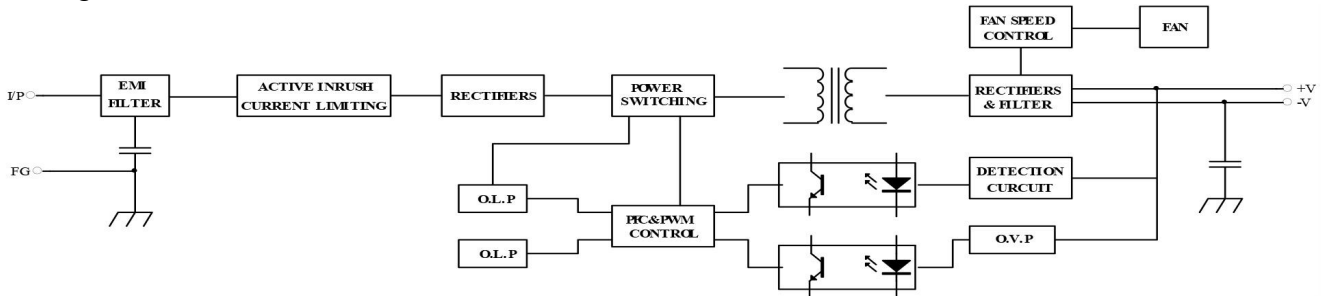 FAN SPEED
CONTROL
FAN
I/P
EMI
FILTER
ACTIVE INRUSH
CURRENT LIMITING
RECTIFIERS
POWER
SWITCHING
RECTIFIERS
& FILTER
+V
-V
FG
O.L.P
PFC&PWM
CONTROL
DETECTION
CURCUIT
O.L.P
O.V.P